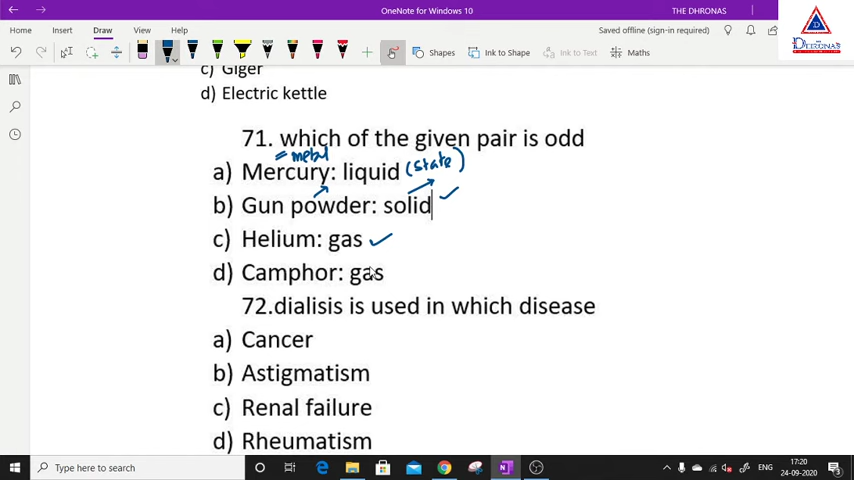 OneNote for Windows 10
THE DHRONAS
Home Insert Draw View Help
Saved offline (sign-in required)
THE DHRONAS
Shapes Ink to Shape Ink to Text Maths
c) Giger
d) Electric kettle
71. which of the given pair is odd
= metal
a) Mercury: liquid (state)
b) Gun powder: solid
c) Helium: gas
d) Camphor: gas
72.dialisis is used in which disease
a) Cancer
b) Astigmatism
c) Renal failure
d) Rheumatism
Type here to search
ENG
17:20
24-09-2020